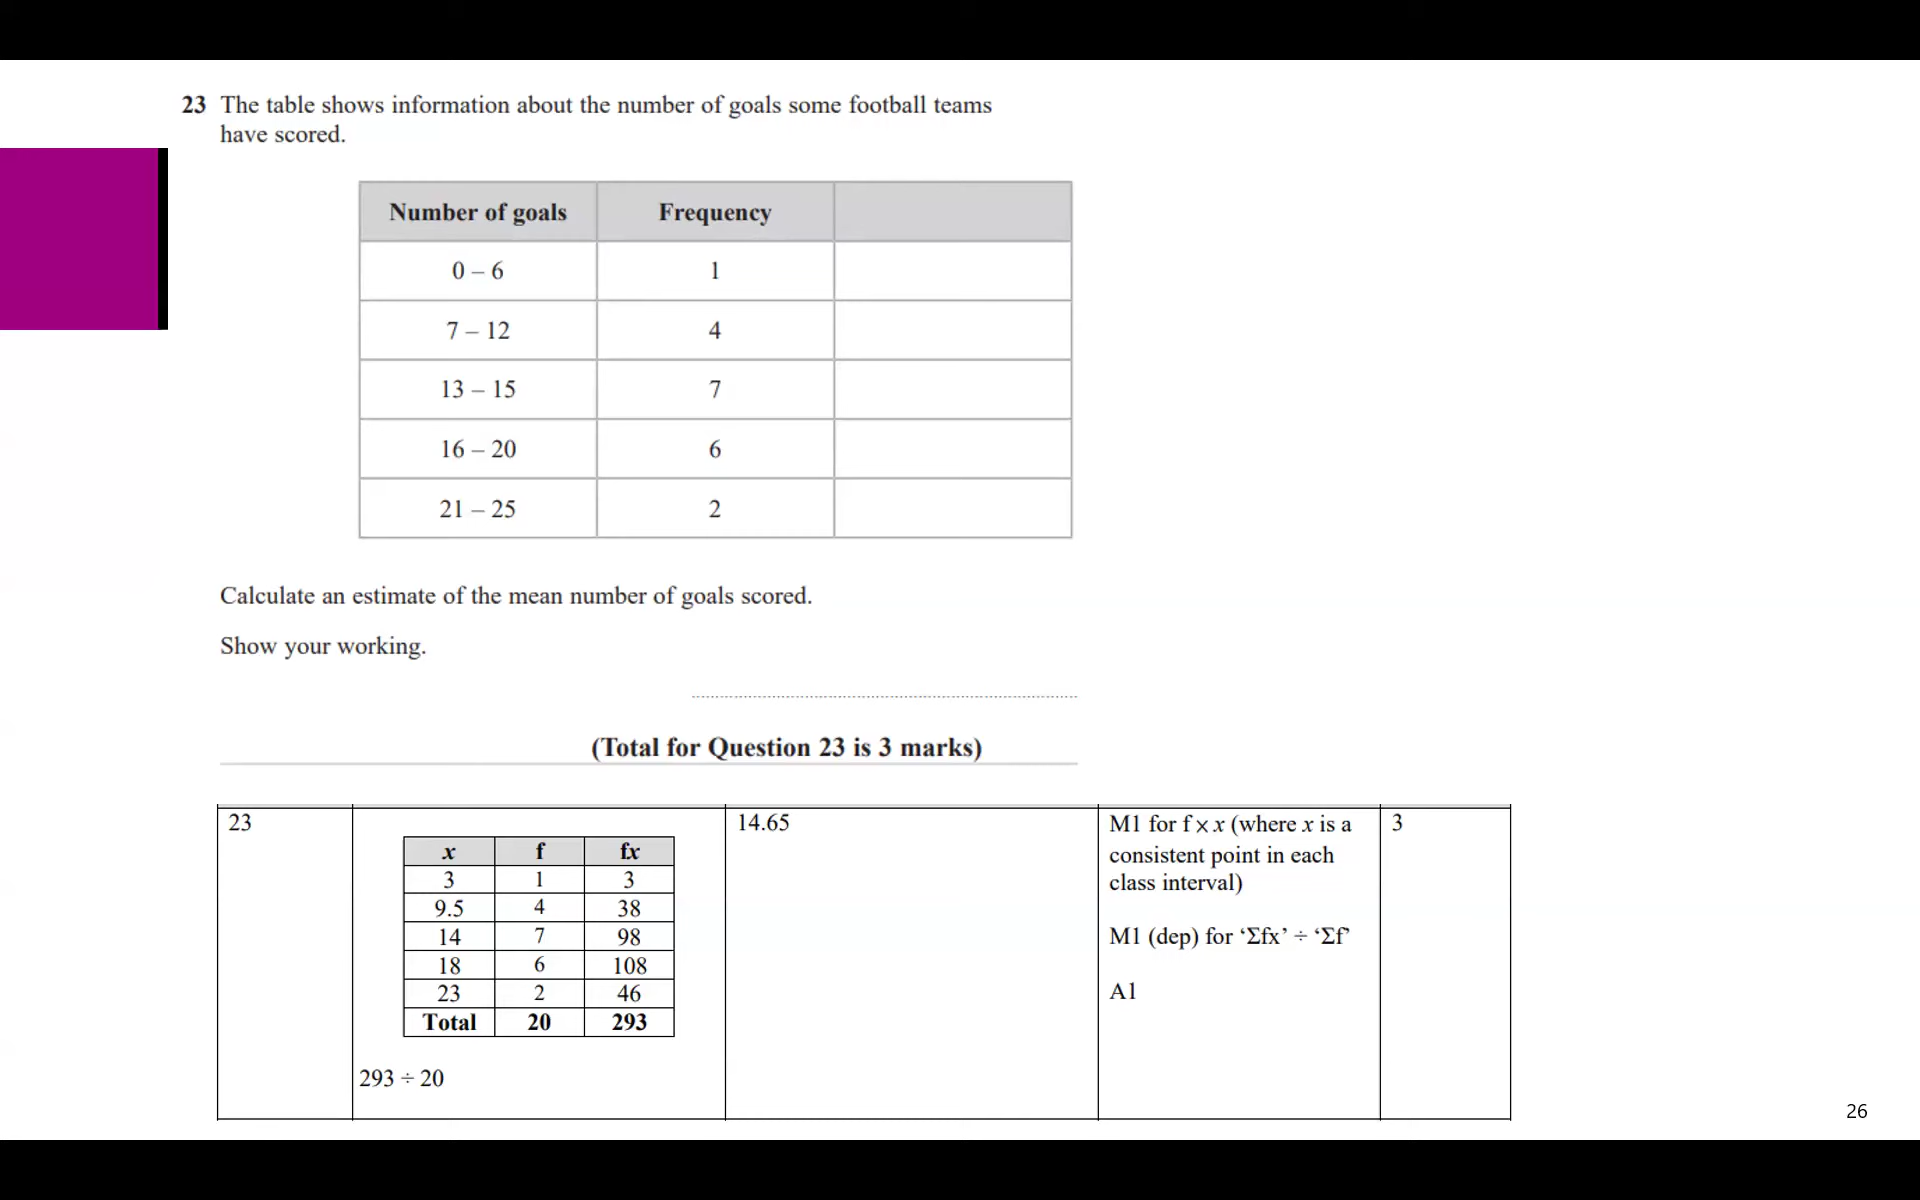 23 The table shows information about the number of goals some football teams
have scored.
Number of goals Frequency
0 – 6 1
7 – 12 4
13 – 15 7
16 – 20 6
21 – 25 2
Calculate an estimate of the mean number of goals scored.
Show your working.
(Total for Question 23 is 3 marks)
23
x f fx
3 1 3
9.5 4 38
14 7 98
18 6 108
23 2 46
Total 20 293
293 ÷ 20
14.65
M1 for f × x (where x is a
consistent point in each
class interval)
M1 (dep) for ‘Σfx’ ÷ ‘Σf’
A1
3
26